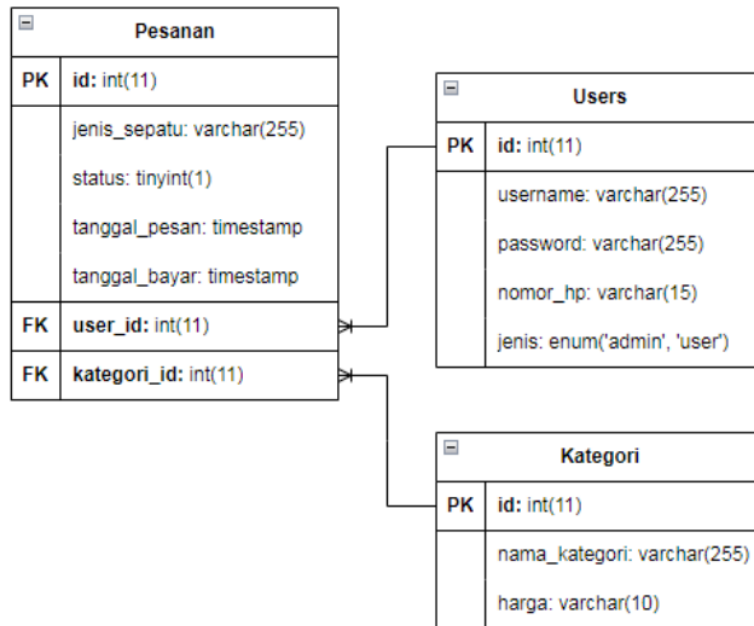 Pesanan
PK id: int(11)
jenis_sepatu: varchar(255)
status: tinyint(1)
tanggal_pesan: timestamp
tanggal_bayar: timestamp
FK user_id: int(11)
FK kategori_id: int(11)
Users
PK id: int(11)
username: varchar(255)
password: varchar(255)
nomor_hp: varchar(15)
jenis: enum('admin', 'user')
Kategori
PK id: int(11)
nama_kategori: varchar(255)
harga: varchar(10)